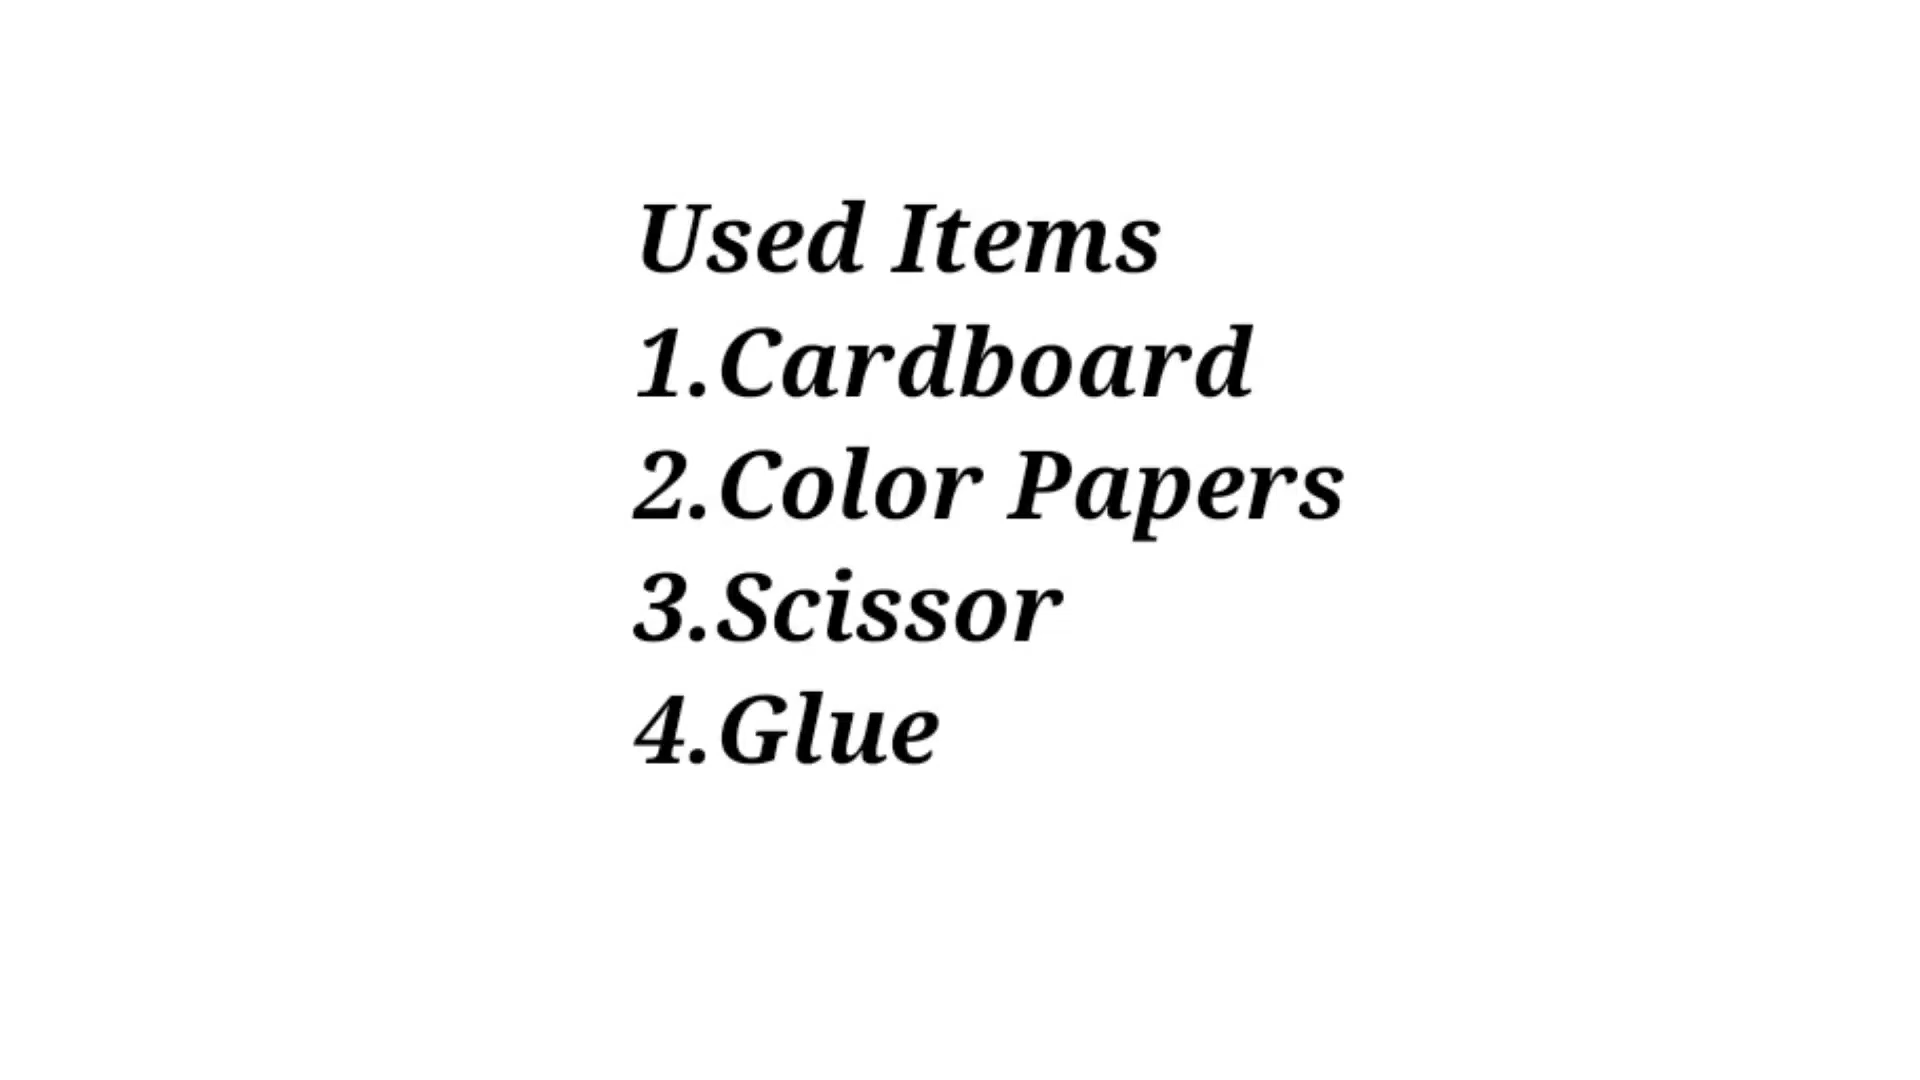 Used Items
1.Cardboard
2.Color Papers
3.Scissor
4.Glue